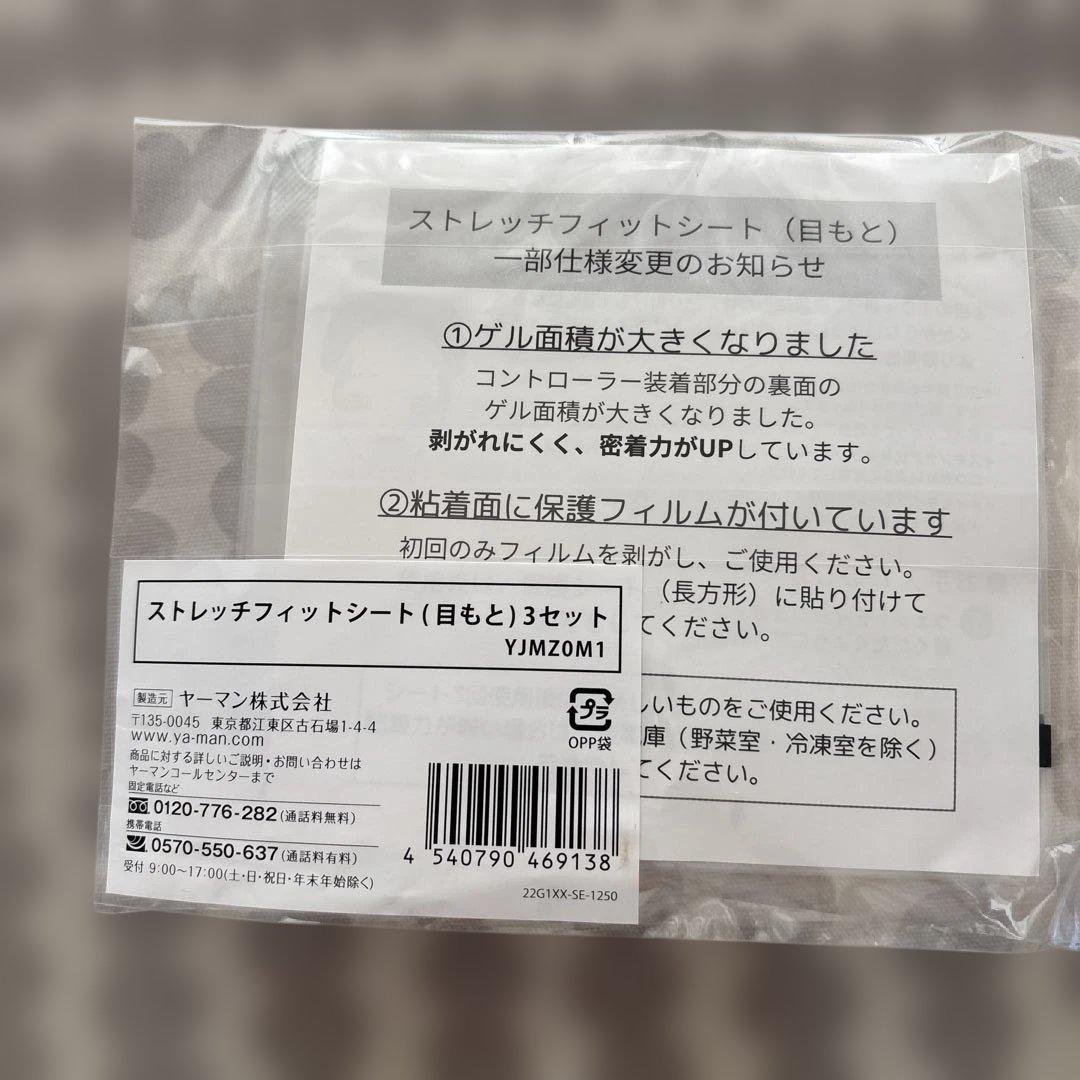 ストレッチフィットシート（目もと）
一部仕様変更のお知らせ
①ゲル面積が大きくなりました
コントローラー装着部分の裏面の
ゲル面積が大きくなりました。
剥がれにくく、密着力がUPしています。
②粘着面に保護フィルムが付いています
初回のみフィルムを剥がし、ご使用ください。
（長方形）に貼り付けて
てください。
しいものをご使用ください。
庫（野菜室・冷凍室を除く）
てください。
ストレッチフィットシート(目もと)3セット
YJMZ0M1
製造元 ヤーマン株式会社
〒135-0045 東京都江東区古石場1-4-4
www.ya-man.com
商品に対する詳しいご説明・お問い合わせは
ヤーマンコールセンターまで
固定電話など
0120-776-282(通話料無料)
携帯電話
0570-550-637(通話料有料)
受付 9:00〜17:00(土・日・祝日・年末年始除く)
プラ
OPP袋
4 540790 469138
22G1XX-SE-1250